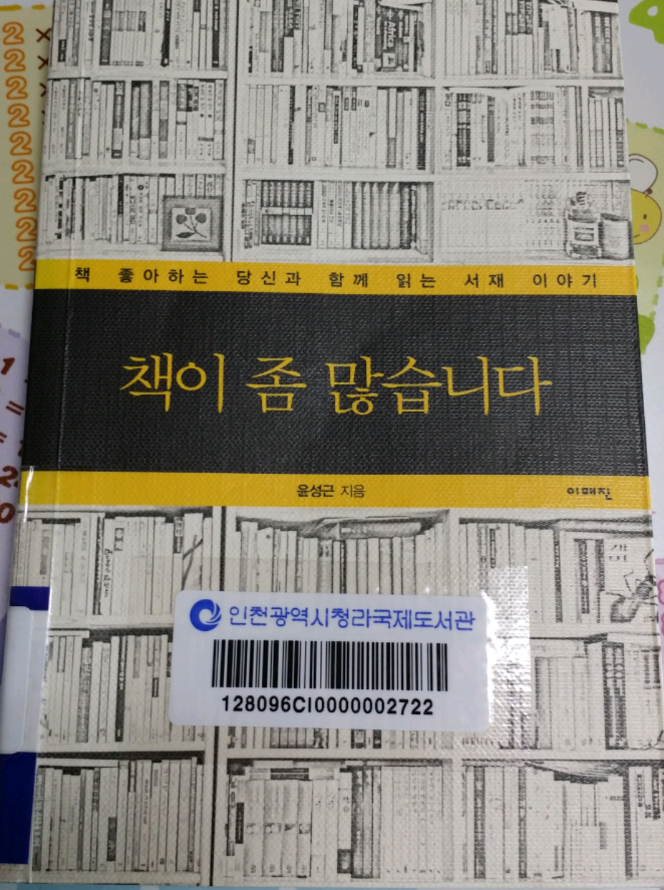 책 좋아하는 당신과 함께 읽는 서재 이야기
책이 좀 많습니다
윤성근 지음
이매진
인천광역시청라국제도서관
128096CI0000002722